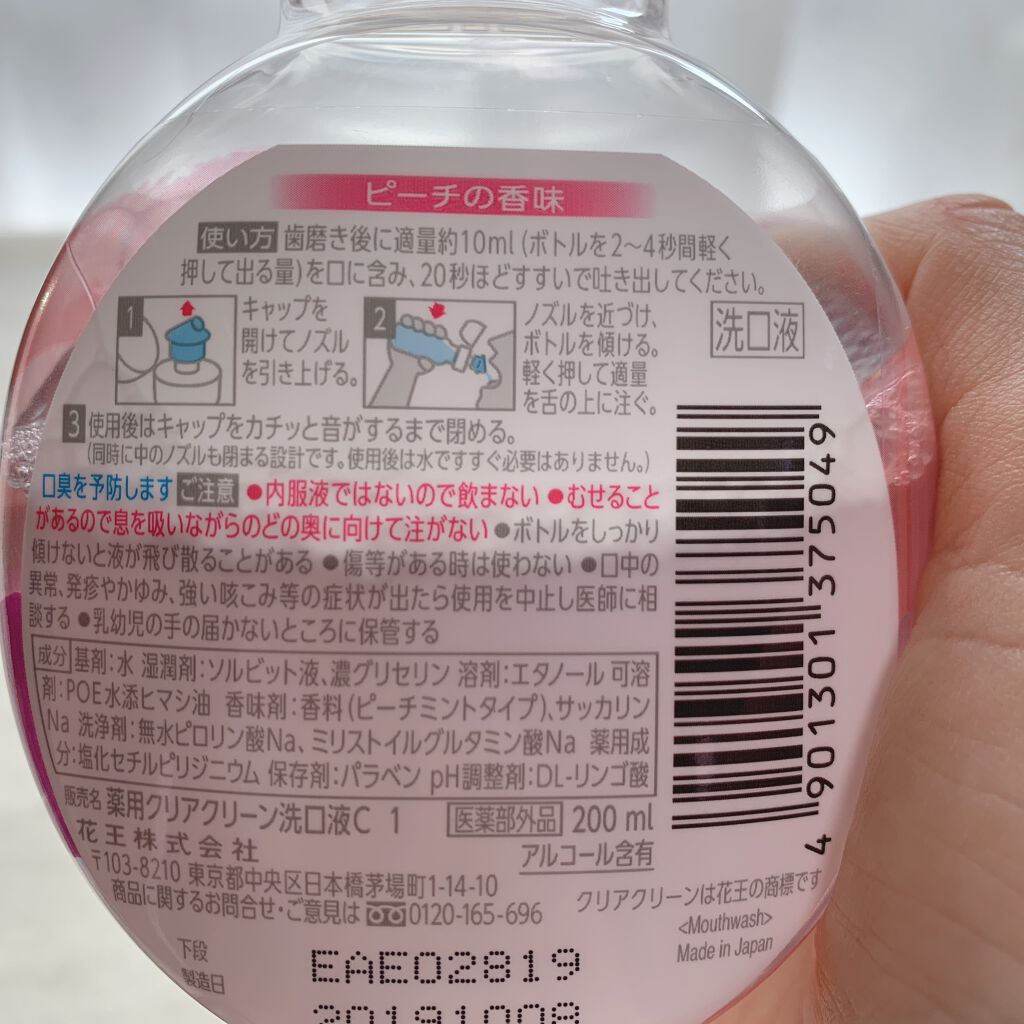 ピーチの香味
使い方 歯磨き後に適量約10ml (ボトルを2〜4秒間軽く
押して出る量)を口に含み、20秒ほどすすいで吐き出してください。
1
キャップを
開けてノズル
を引き上げる。
2
ノズルを近づけ、
ボトルを傾ける。
軽く押して適量
を舌の上に注ぐ。
洗口液
3 使用後はキャップをカチッと音がするまで閉める。
(同時に中のノズルも閉まる設計です。使用後は水ですすぐ必要はありません。)
口臭を予防します ご注意 ●内服液ではないので飲まない ●むせること
があるので息を吸いながらのどの奥に向けて注がない ●ボトルをしっかり
傾けないと液が飛び散ることがある ●傷等がある時は使わない ●口中の
異常、発疹やかゆみ、強い咳こみ等の症状が出たら使用を中止し医師に相
談する ●乳幼児の手の届かないところに保管する
成分 基剤:水 湿潤剤:ソルビット液、濃グリセリン 溶剤:エタノール 可溶
剤:POE水添ヒマシ油 香味剤:香料(ピーチミントタイプ)、サッカリン
Na 洗浄剤:無水ピロリン酸Na、ミリストイルグルタミン酸Na 薬用成
分:塩化セチルピリジニウム 保存剤:パラベン pH調整剤:DL-リンゴ酸
販売名 薬用クリアクリーン洗口液C 1 医薬部外品 200 ml
花王株式会社
アルコール含有
〒103-8210 東京都中央区日本橋茅場町1-14-10
商品に関するお問合せ・ご意見は 0120-165-696
クリアクリーンは花王の商標です
<Mouthwash>
Made in Japan
4 901301 375049
下段
製造日
EAE02819
20191008